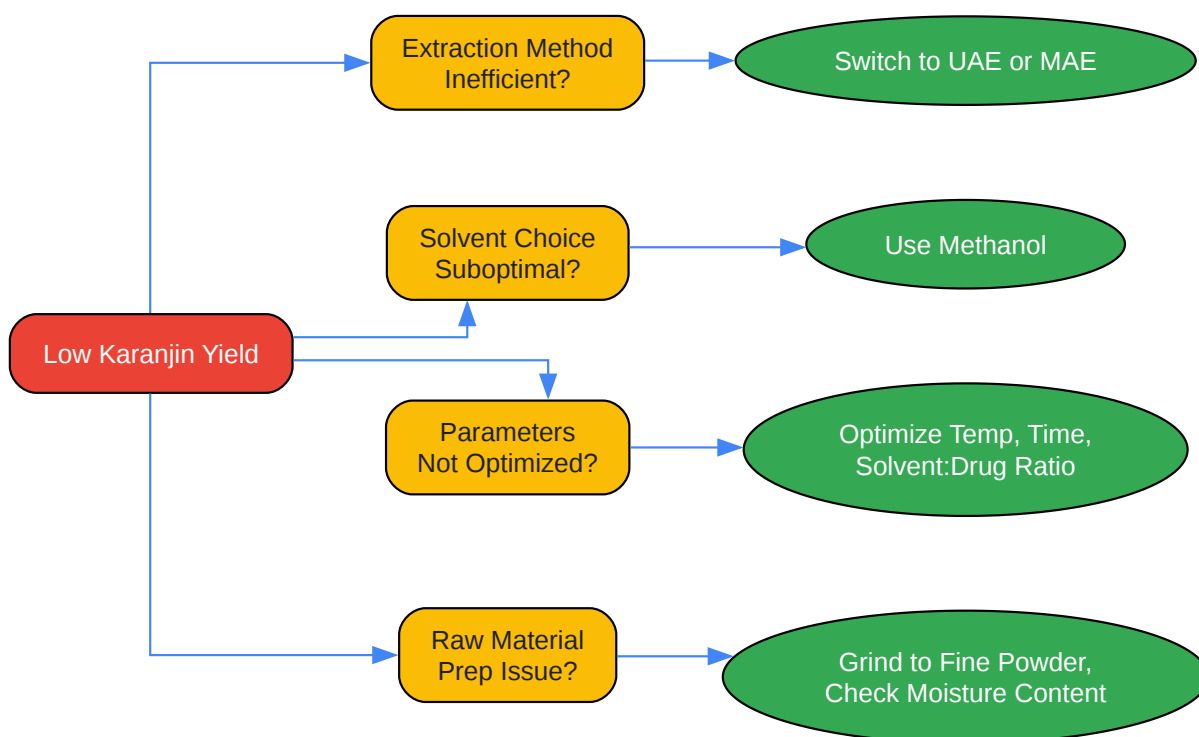 Extraction Method
Inefficient?
Switch to UAE or MAE
Solvent Choice
Suboptimal?
Use Methanol
Low Karanjin Yield
Parameters
Not Optimized?
Optimize Temp, Time,
Solvent:Drug Ratio
Raw Material
Prep Issue?
Grind to Fine Powder,
Check Moisture Content